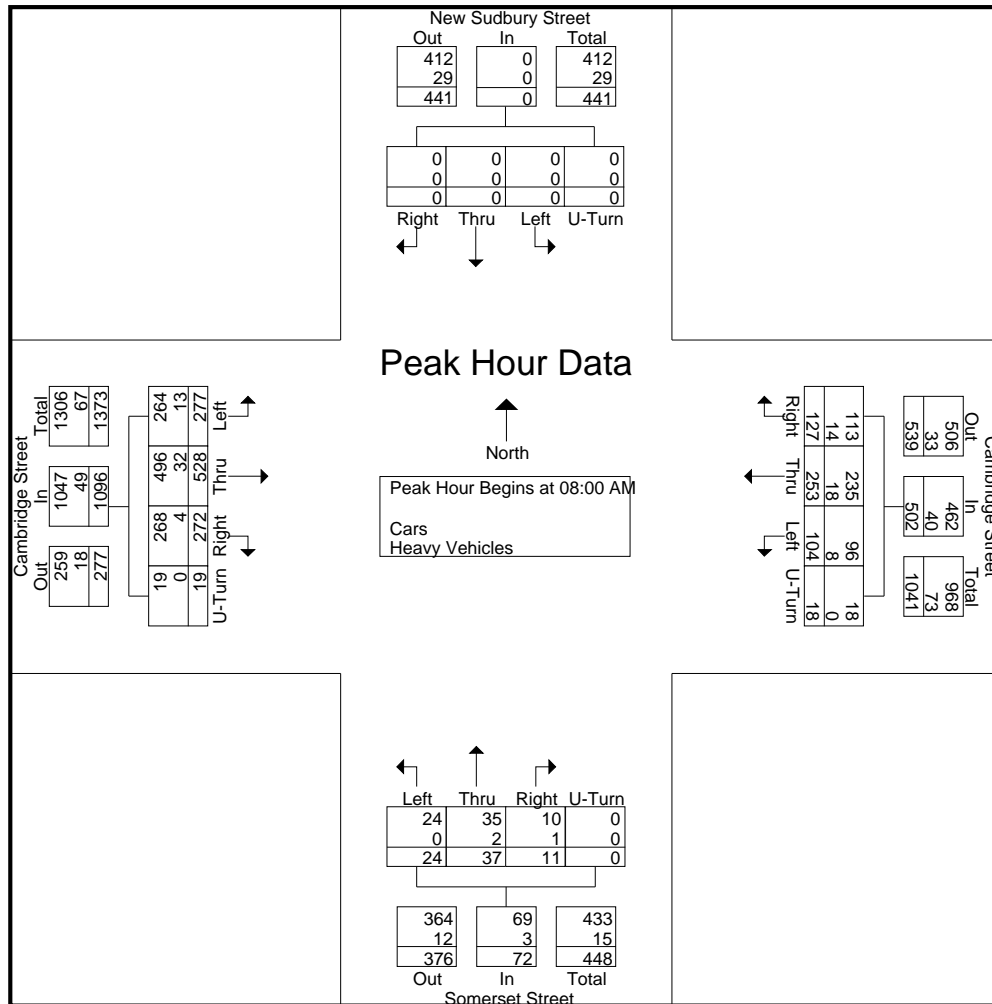 New Sudbury Street
Out In Total
412 0 412
29 0 29
441 0 441
0 0 0 0
0 0 0 0
0 0 0 0
Right Thru Left U-Turn
Peak Hour Data
North
Peak Hour Begins at 08:00 AM
Cars
Heavy Vehicles
Cambridge Street
Total In Out
1306 1047 259
67 49 18
1373 1096 277
264 496 268 19
13 32 4 0
277 528 272 19
Left Thru Right U-Turn
Cambridge Street
Out In Total
506 462 968
33 40 73
539 502 1041
113 235 96 18
14 18 8 0
127 253 104 18
Right Thru Left U-Turn
Left Thru Right U-Turn
24 35 10 0
0 2 1 0
24 37 11 0
364 69 433
12 3 15
376 72 448
Out In Total
Somerset Street